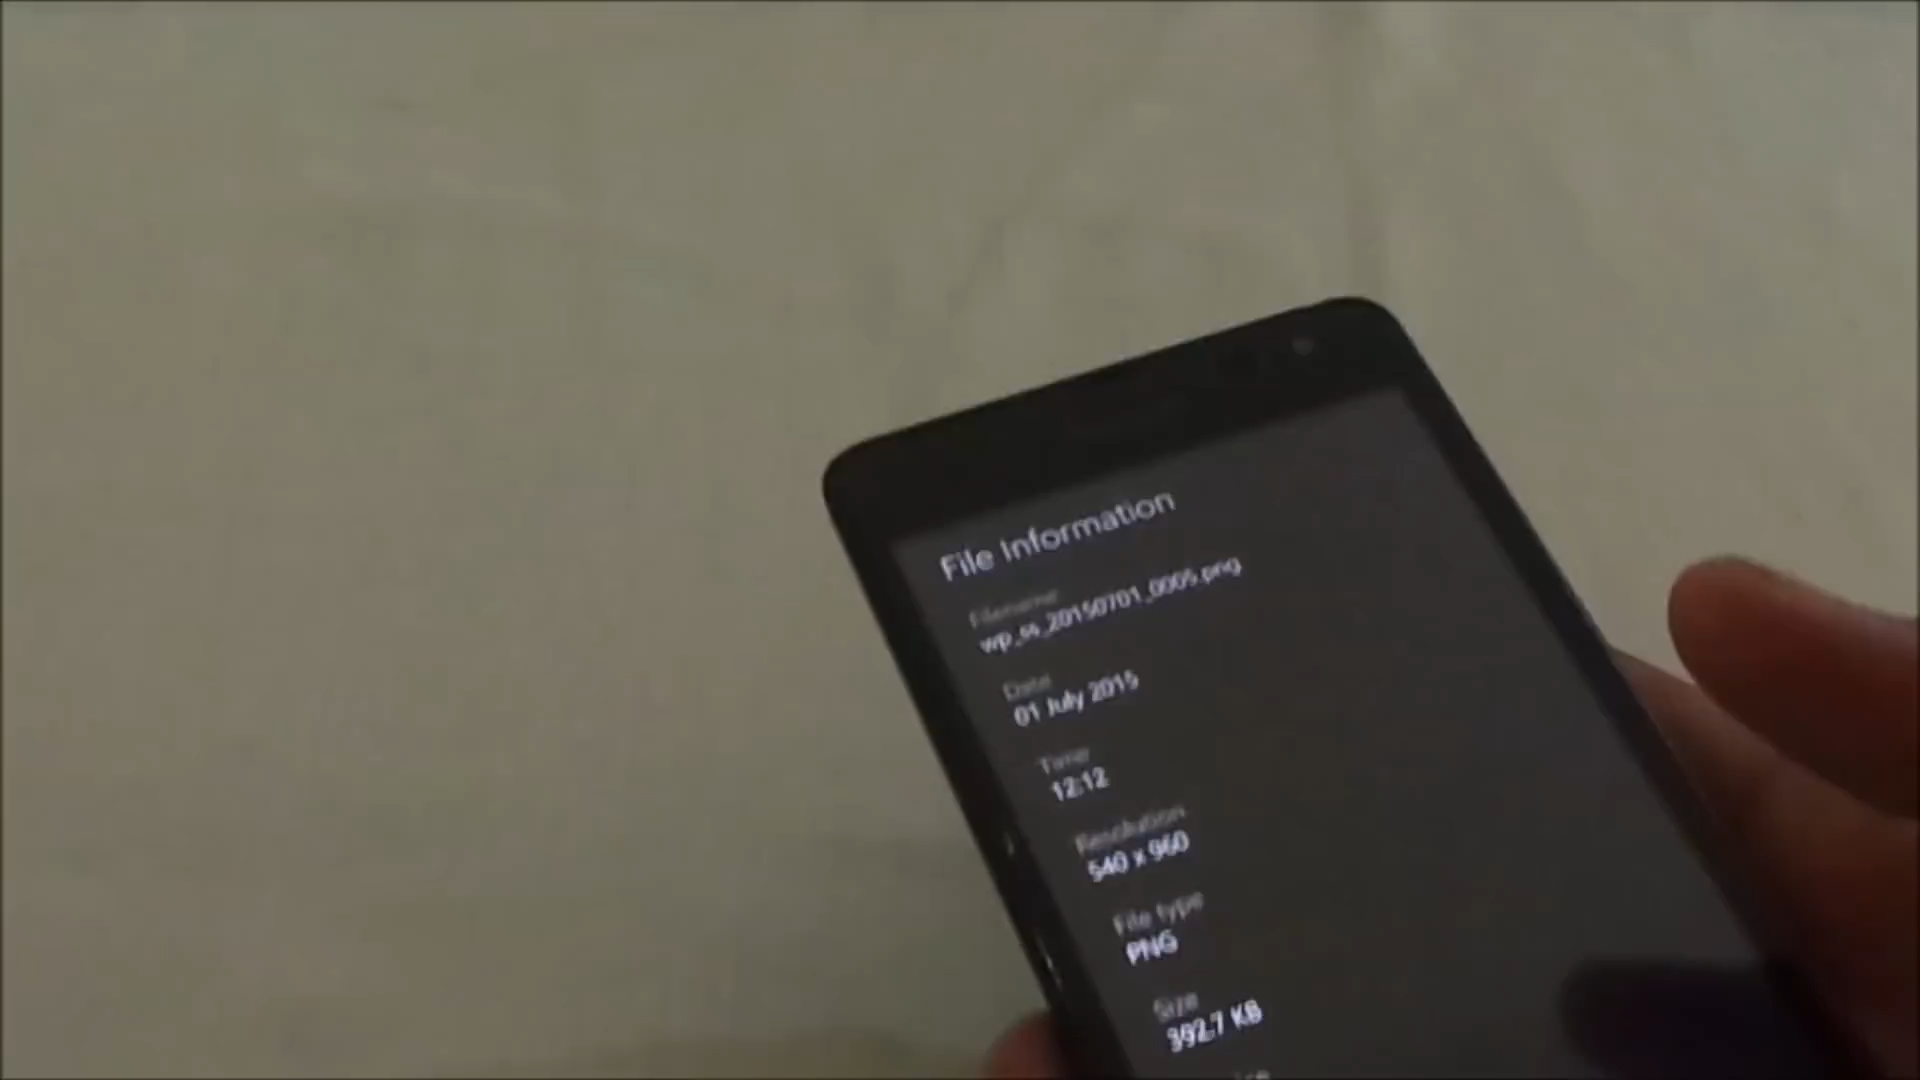 File Information
Filename
wp_ss_20150701_0005.png
Date
01 July 2015
Time
12:12
Resolution
540 x 960
File type
PNG
Size
392.7 KB